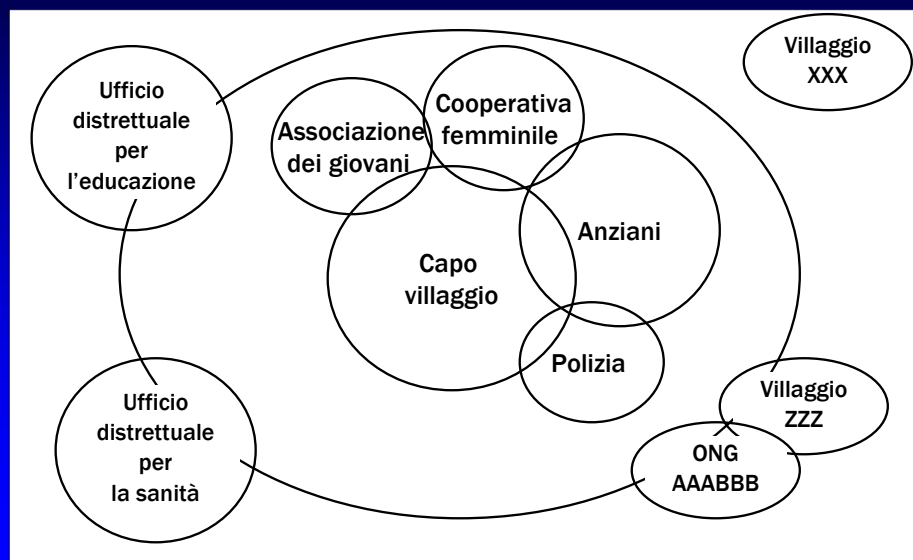 Villaggio
XXX
Ufficio
distrettuale
per
l'educazione
Associazione
dei giovani
Cooperativa
femminile
Anziani
Capo
villaggio
Polizia
Villaggio
ZZZ
Ufficio
distrettuale
per
la sanità
ONG
AAABBB